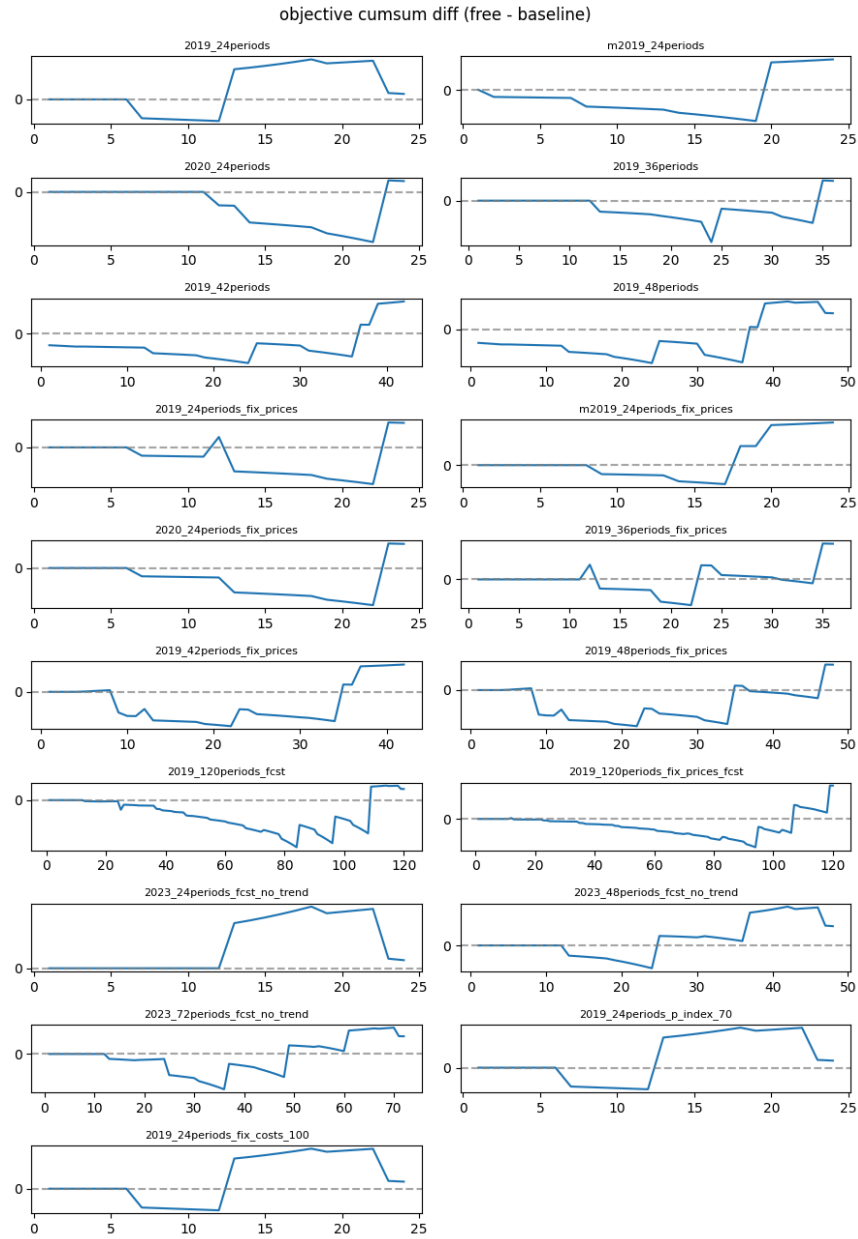 objective cumsum diff (free - baseline)
2019_24periods
0
0 5 10 15 20 25
m2019_24periods
0
0 5 10 15 20 25
2020_24periods
0
0 5 10 15 20 25
2019_36periods
0
0 5 10 15 20 25 30 35
2019_42periods
0
0 10 20 30 40
2019_48periods
0
0 10 20 30 40 50
2019_24periods_fix_prices
0
0 5 10 15 20 25
m2019_24periods_fix_prices
0
0 5 10 15 20 25
2020_24periods_fix_prices
0
0 5 10 15 20 25
2019_36periods_fix_prices
0
0 5 10 15 20 25 30 35
2019_42periods_fix_prices
0
0 10 20 30 40
2019_48periods_fix_prices
0
0 10 20 30 40 50
2019_120periods_fcst
0
0 20 40 60 80 100 120
2019_120periods_fix_prices_fcst
0
0 20 40 60 80 100 120
2023_24periods_fcst_no_trend
0
0 5 10 15 20 25
2023_48periods_fcst_no_trend
0
0 10 20 30 40 50
2023_72periods_fcst_no_trend
0
0 10 20 30 40 50 60 70
2019_24periods_p_index_70
0
0 5 10 15 20 25
2019_24periods_fix_costs_100
0
0 5 10 15 20 25